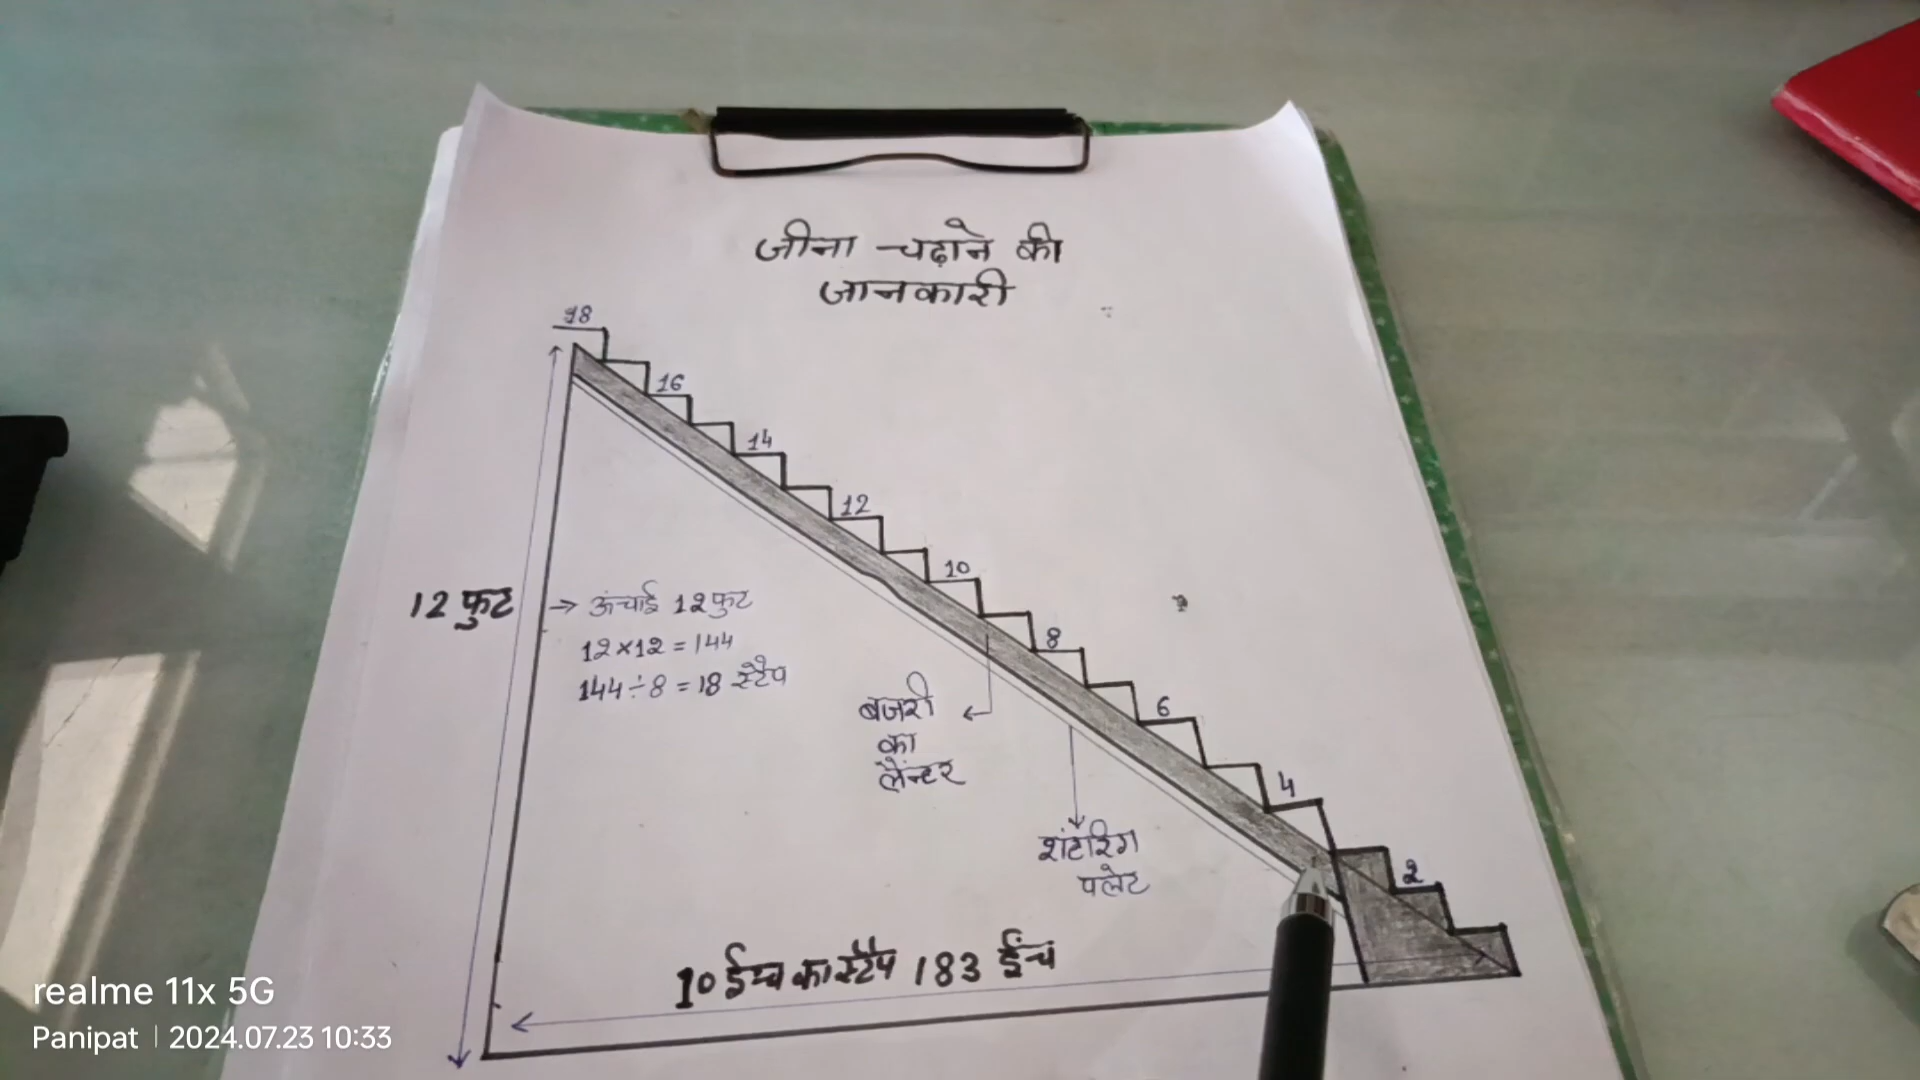 जीना चढ़ाने की
जानकारी
18
16
14
12
10
8
6
4
2
12 फुट
→ ऊंचाई 12 फुट
12×12=144
144÷8=18 स्टैप
बजरी
का
लैन्टर
शंटरिग
पलेट
10 ईन्च का स्टैप 183 ईंच
realme 11x 5G
Panipat | 2024.07.23 10:33